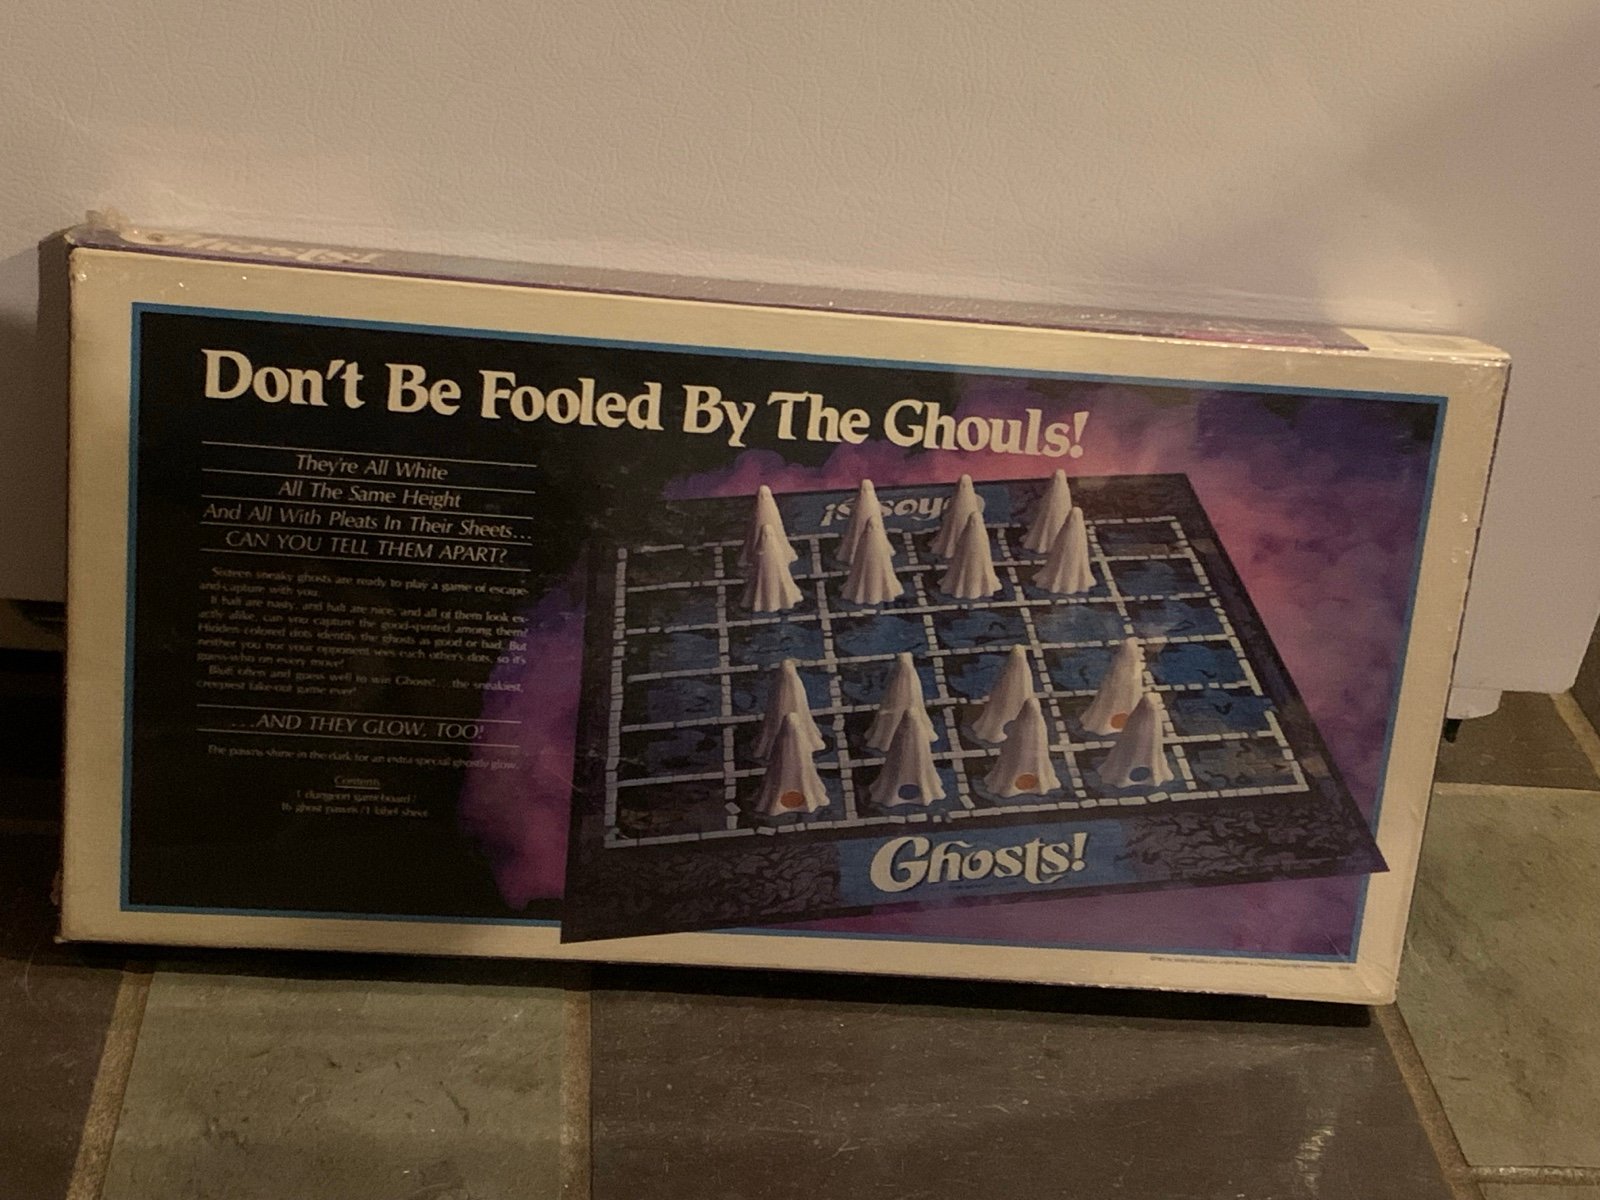 Ghosts!
Don't Be Fooled By The Ghouls!
They're All White
All The Same Height
And All With Pleats In Their Sheets...
CAN YOU TELL THEM APART?
Sixteen sneaky ghosts are ready to play a game of escape-
and-capture with you.
If half are nasty, and half are nice, and all of them look ex-
actly alike, can you capture the good-spirited among them?
Hidden colored dots identify the ghosts as good or bad. But
neither you nor your opponent sees each other's dots, so it's
guess-who on every move!
Bluff often and guess well to win Ghosts!...the sneakiest,
creepiest fake-out game ever!
...AND THEY GLOW, TOO!
The pawns shine in the dark for an extra special ghostly glow.
Contents
1 dungeon gameboard/
16 ghost pawns/1 label sheet
Ghosts!
Ghosts!